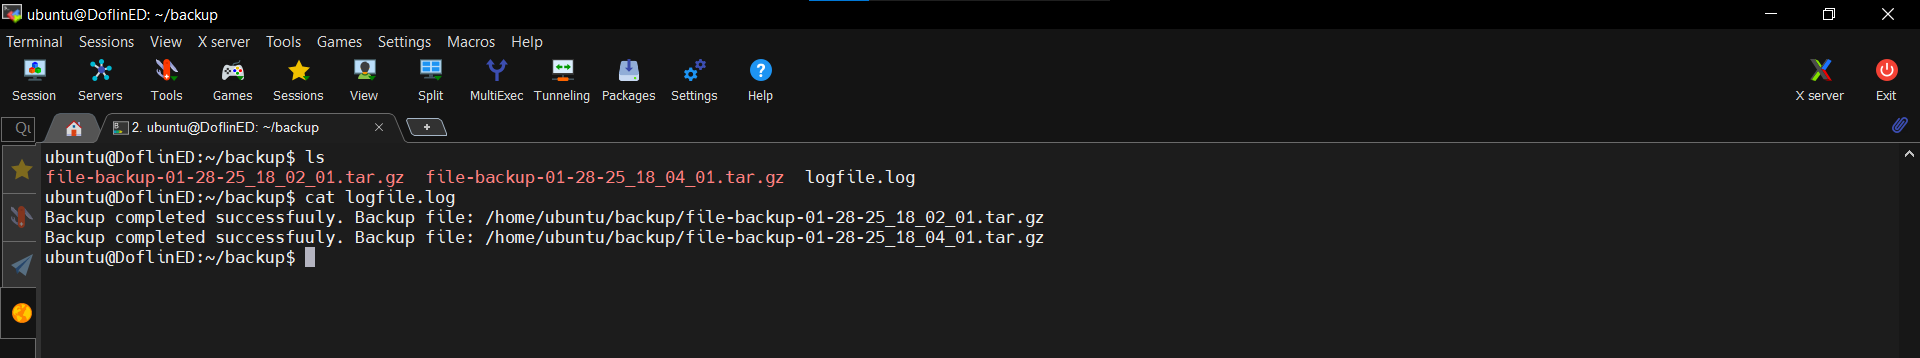 ubuntu@DoflinED: ~/backup
Terminal Sessions View X server Tools Games Settings Macros Help
Session Servers Tools Games Sessions View Split MultiExec Tunneling Packages Settings Help X server Exit
2. ubuntu@DoflinED: ~/backup
ubuntu@DoflinED:~/backup$ ls
file-backup-01-28-25_18_02_01.tar.gz file-backup-01-28-25_18_04_01.tar.gz logfile.log
ubuntu@DoflinED:~/backup$ cat logfile.log
Backup completed successfuuly. Backup file: /home/ubuntu/backup/file-backup-01-28-25_18_02_01.tar.gz
Backup completed successfuuly. Backup file: /home/ubuntu/backup/file-backup-01-28-25_18_04_01.tar.gz
ubuntu@DoflinED:~/backup$